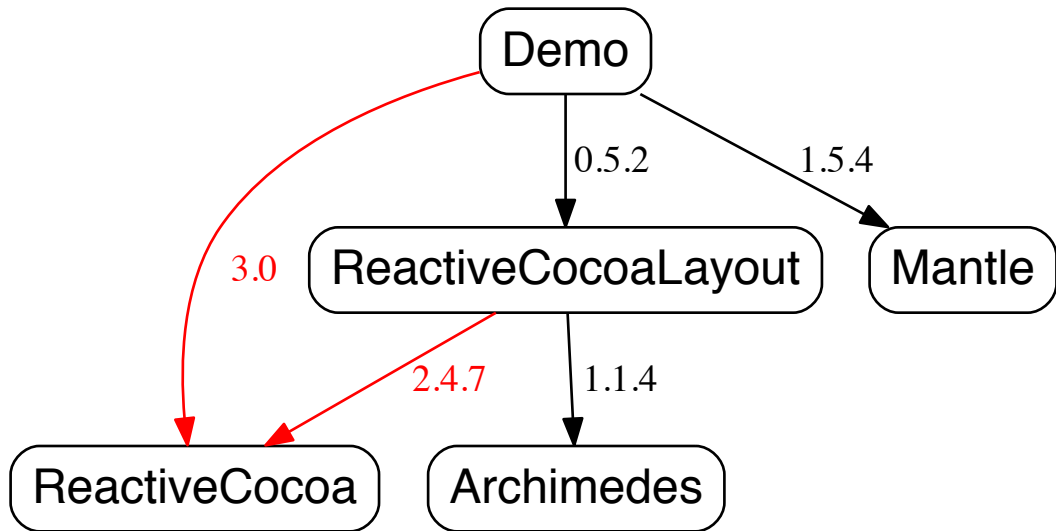 Demo
0.5.2
1.5.4
3.0
ReactiveCocoaLayout
Mantle
2.4.7
1.1.4
ReactiveCocoa
Archimedes